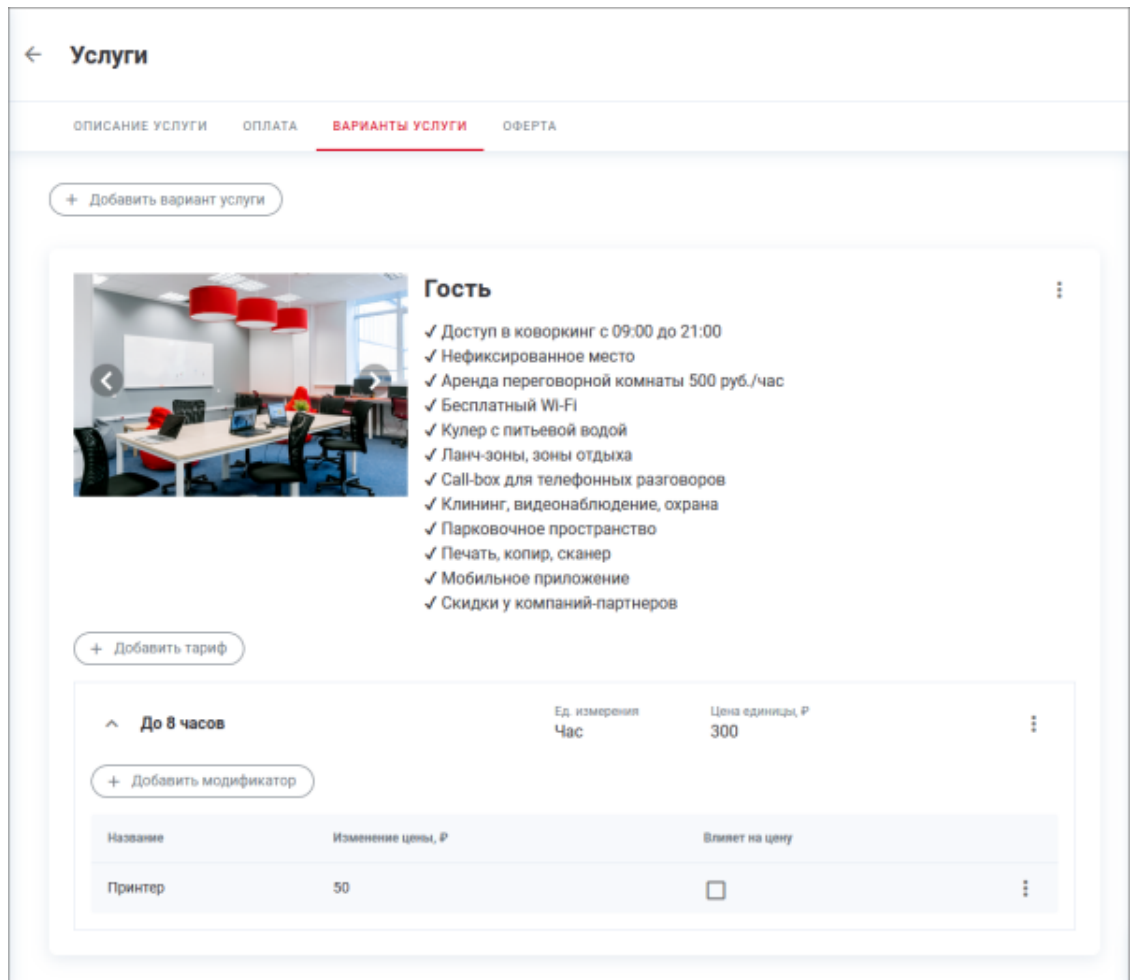 Услуги
ОПИСАНИЕ УСЛУГИ ОПЛАТА ВАРИАНТЫ УСЛУГИ ОФЕРТА
+ Добавить вариант услуги
Гость
✓ Доступ в коворкинг с 09:00 до 21:00
✓ Нефиксированное место
✓ Аренда переговорной комнаты 500 руб./час
✓ Бесплатный Wi-Fi
✓ Кулер с питьевой водой
✓ Ланч-зоны, зоны отдыха
✓ Call-box для телефонных разговоров
✓ Клининг, видеонаблюдение, охрана
✓ Парковочное пространство
✓ Печать, копир, сканер
✓ Мобильное приложение
✓ Скидки у компаний-партнеров
+ Добавить тариф
Ед. измерения Цена единицы, ₽
До 8 часов Час 300
+ Добавить модификатор
Название Изменение цены, ₽ Влияет на цену
Принтер 50